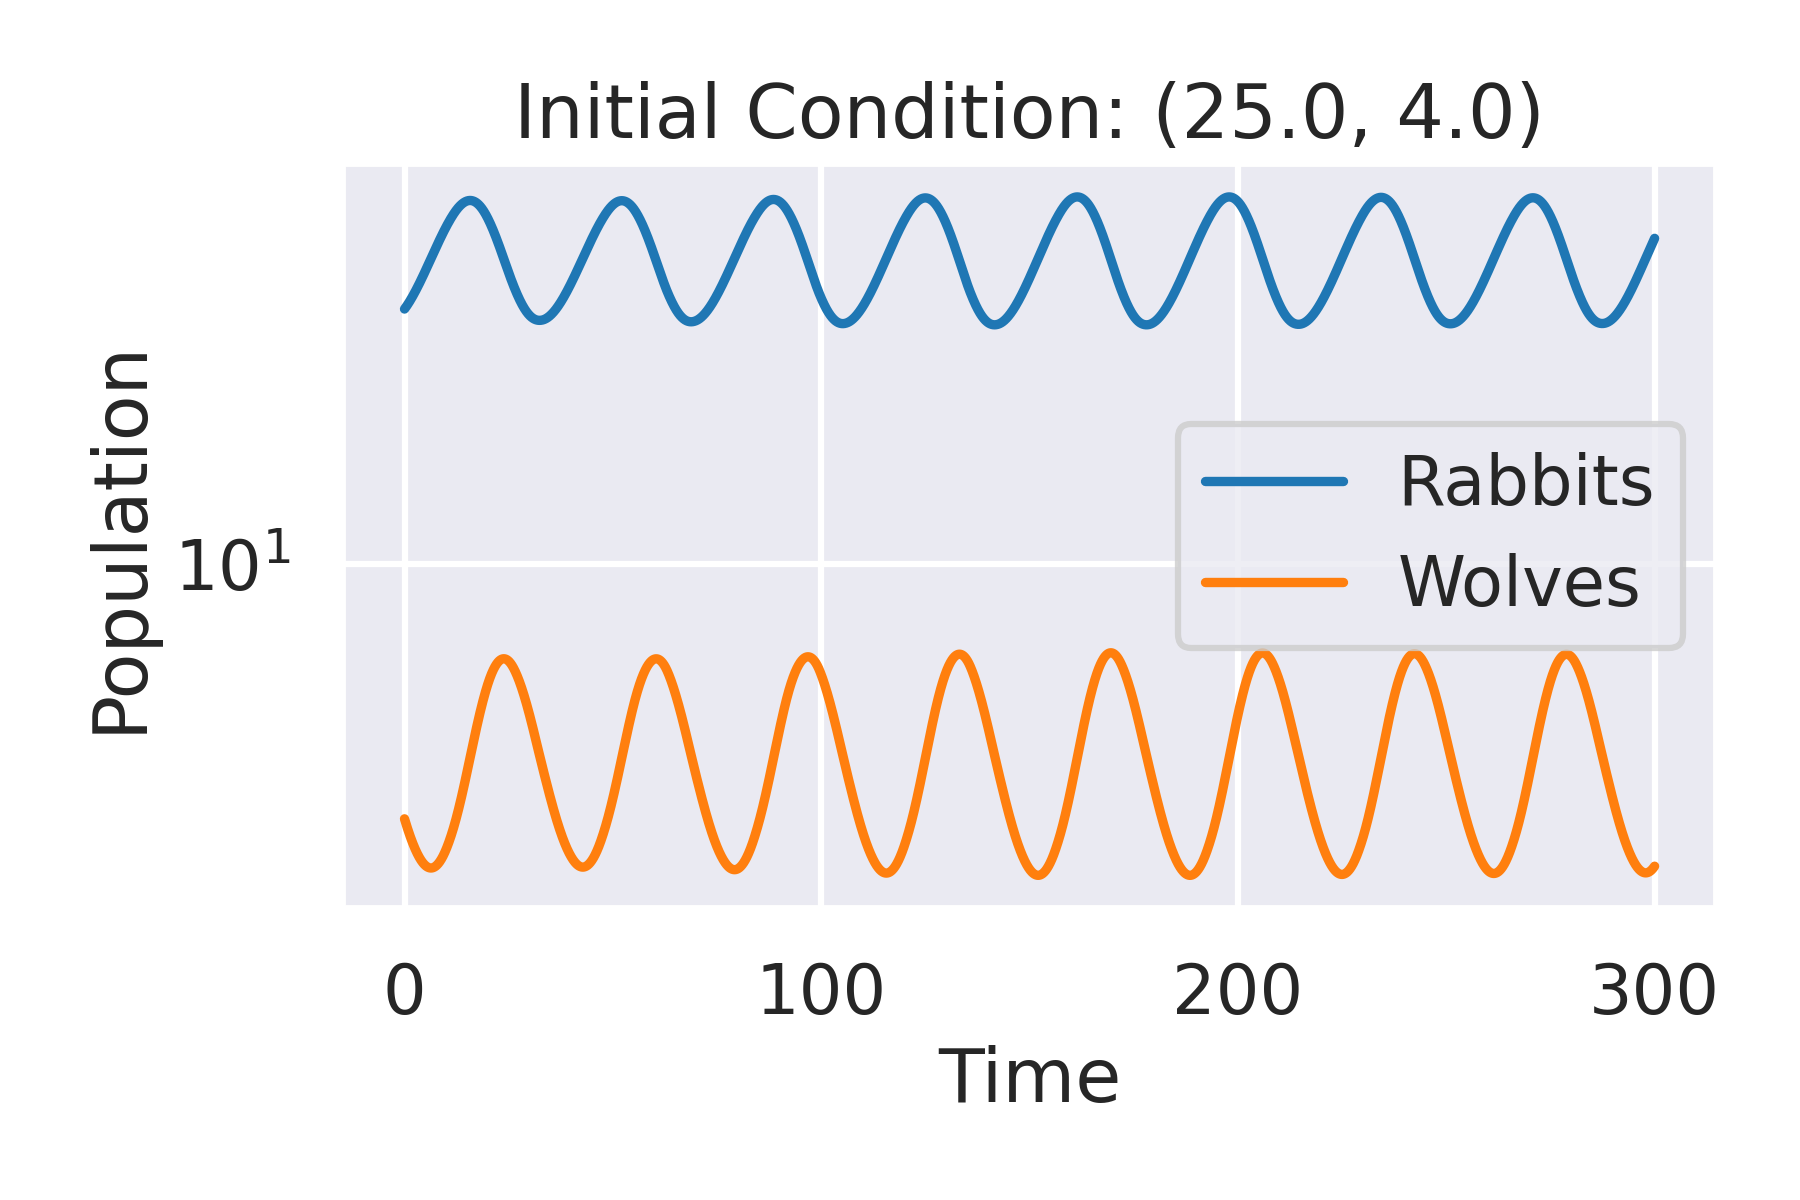 Initial Condition: (25.0, 4.0)
Population
10¹
Rabbits
Wolves
0 100 200 300
Time